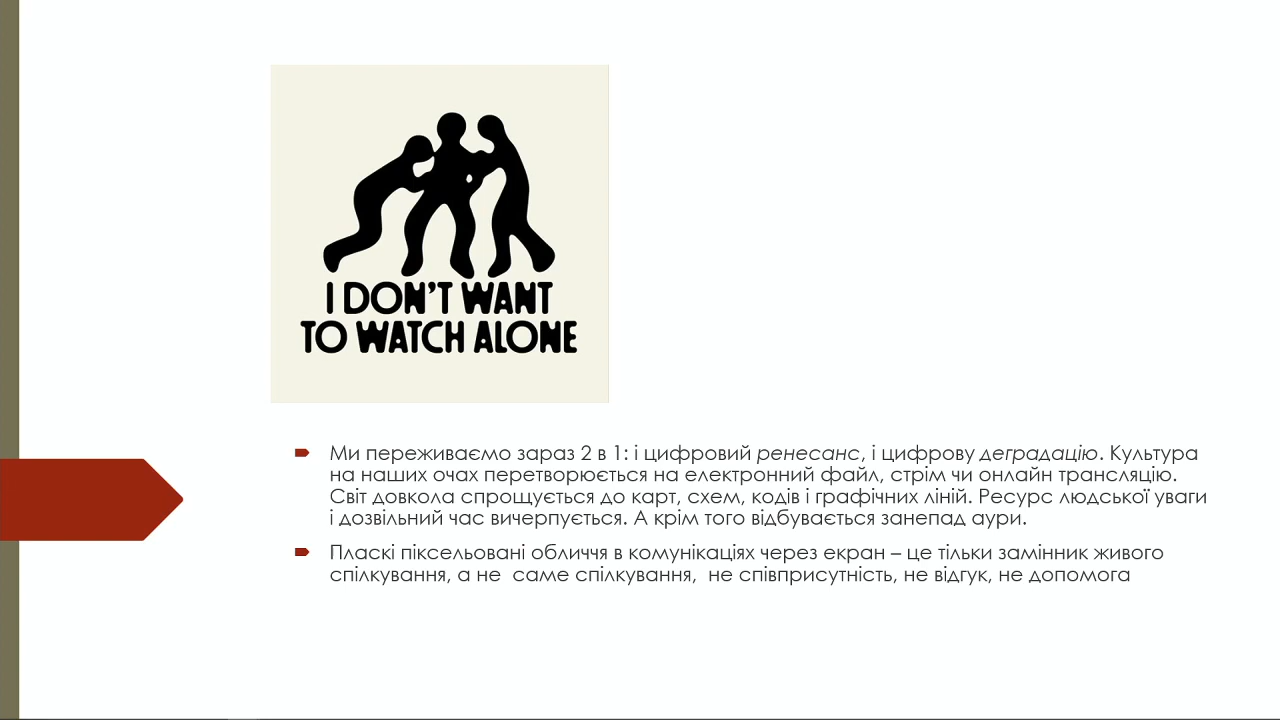 I DON'T WANT
TO WATCH ALONE
Ми переживаємо зараз 2 в 1: і цифровий ренесанс, і цифрову деградацію. Культура
на наших очах перетворюється на електронний файл, стрім чи онлайн трансляцію.
Світ довкола спрощується до карт, схем, кодів і графічних ліній. Ресурс людської уваги
і дозвільний час вичерпується. А крім того відбувається занепад аури.
Пласкі піксельовані обличчя в комунікаціях через екран – це тільки замінник живого
спілкування, а не  саме спілкування,  не співприсутність, не відгук, не допомога